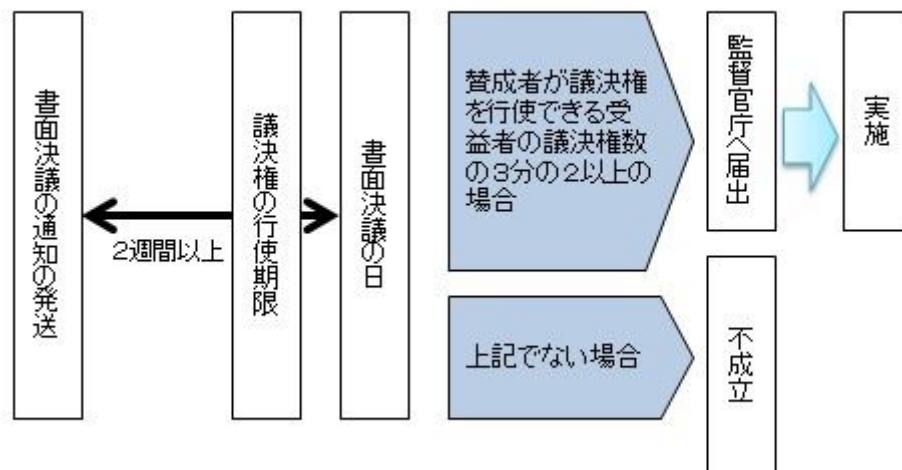 書面決議の通知の発送
2週間以上
議決権の行使期限
書面決議の日
賛成者が議決権
を行使できる受
益者の議決権数
の3分の2以上の
場合
監督官庁へ届出
実施
上記でない場合
不成立